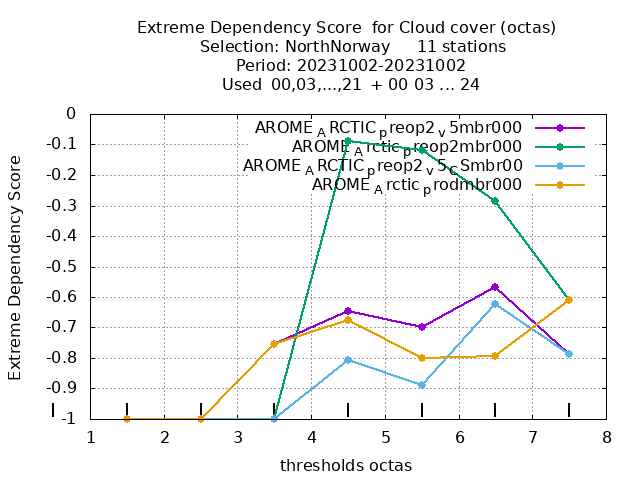 Extreme Dependency Score  for Cloud cover (octas)
Selection: NorthNorway     11 stations
Period: 20231002-20231002
Used  00,03,...,21  + 00 03 ... 24
Extreme Dependency Score
0
-0.1
-0.2
-0.3
-0.4
-0.5
-0.6
-0.7
-0.8
-0.9
-1
AROME_ARCTIC_preop2_v5mbr000
AROME_Arctic_preop2mbr000
AROME_ARCTIC_preop2_v5_CSmbr00
AROME_Arctic_prodmbr000
1 2 3 4 5 6 7 8
thresholds octas